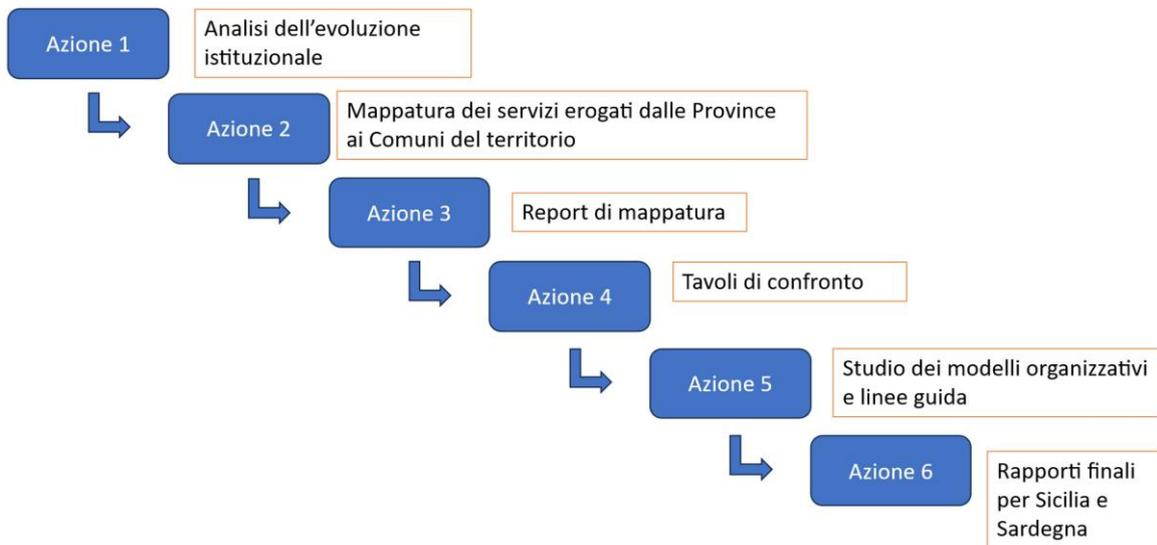 Azione 1
Analisi dell’evoluzione
istituzionale
Azione 2
Mappatura dei servizi erogati dalle Province
ai Comuni del territorio
Azione 3
Report di mappatura
Azione 4
Tavoli di confronto
Azione 5
Studio dei modelli organizzativi
e linee guida
Azione 6
Rapporti finali
per Sicilia e
Sardegna